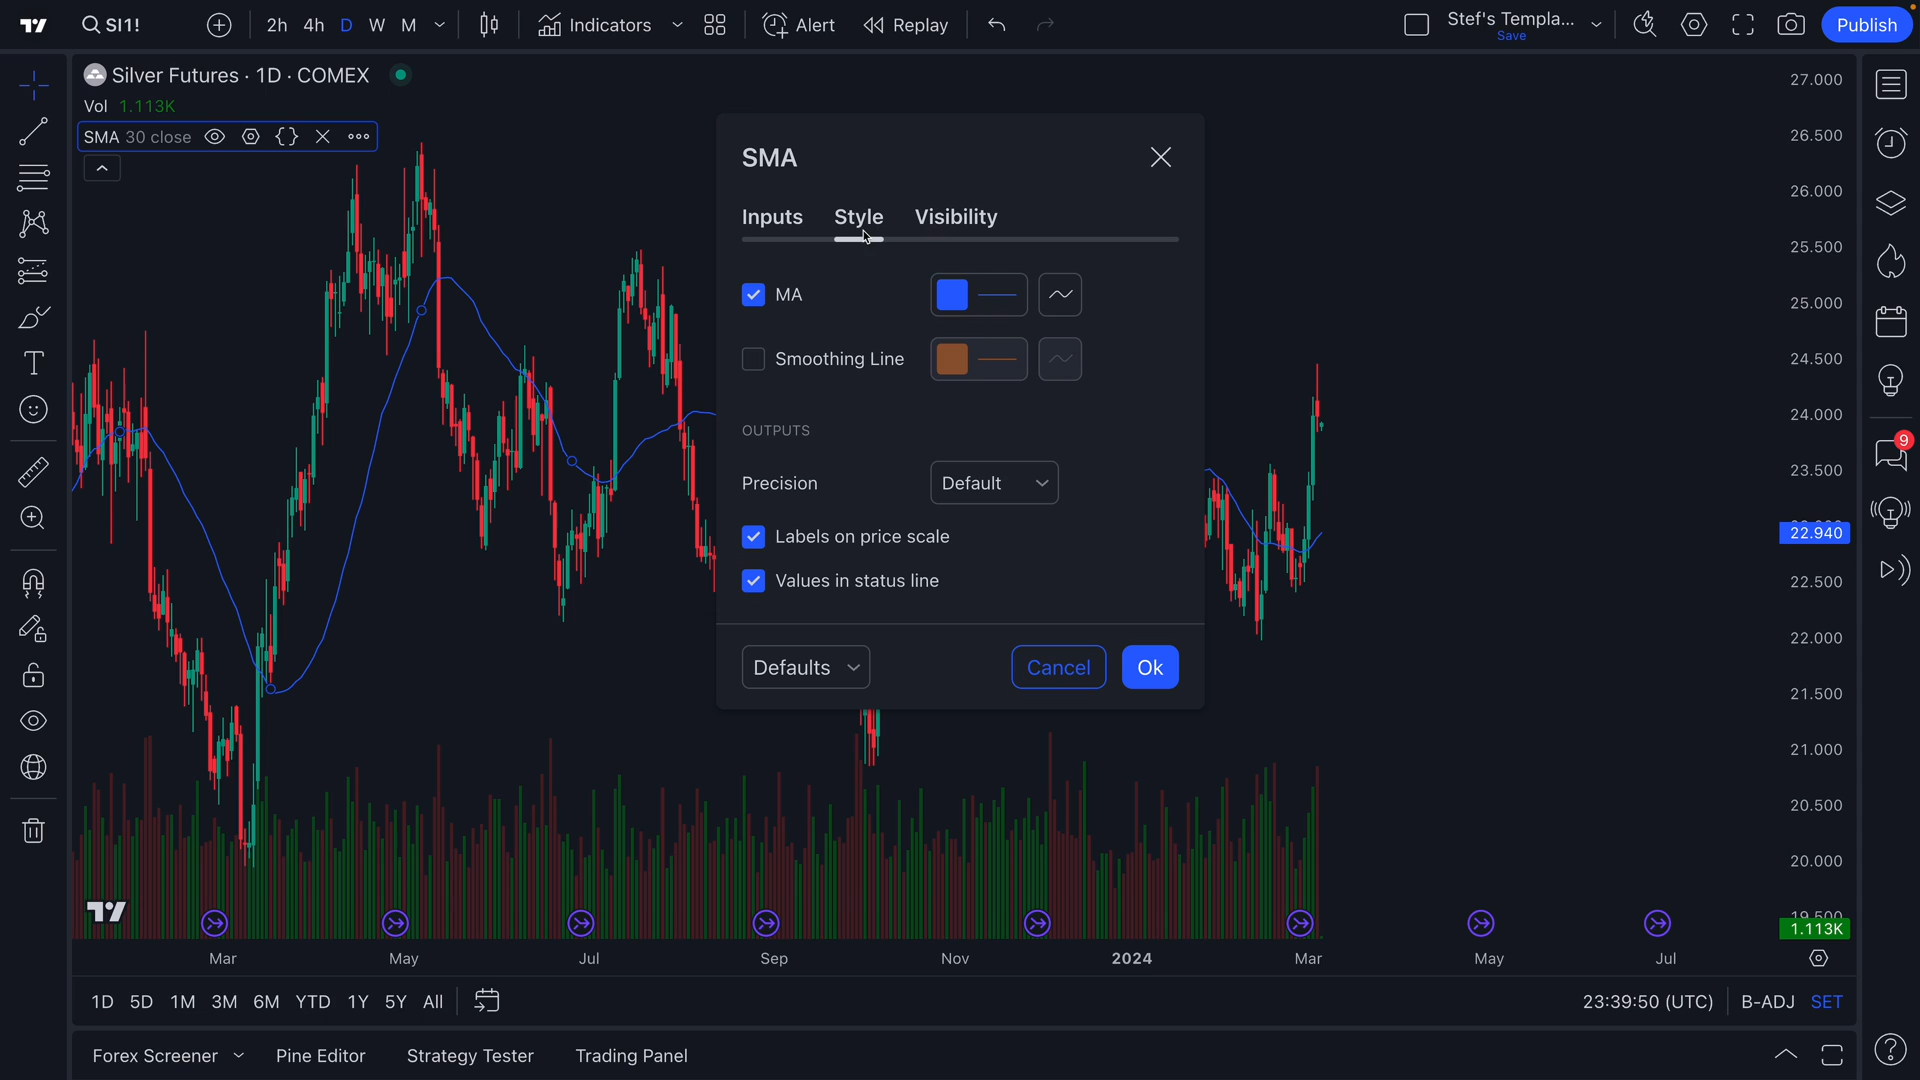 SI1!
2h 4h D W M
Indicators
Alert
Replay
Stef's Templa...
Save
Publish
Silver Futures · 1D · COMEX
Vol 1.113K
SMA 30 close
SMA
Inputs Style Visibility
MA
Smoothing Line
OUTPUTS
Precision Default
Labels on price scale
Values in status line
Defaults Cancel Ok
27.000
26.500
26.000
25.500
25.000
24.500
24.000
23.500
22.940
22.500
22.000
21.500
21.000
20.500
20.000
19.500
1.113K
9
Mar May Jul Sep Nov 2024 Mar May Jul
1D 5D 1M 3M 6M YTD 1Y 5Y All
23:39:50 (UTC) B-ADJ SET
Forex Screener Pine Editor Strategy Tester Trading Panel